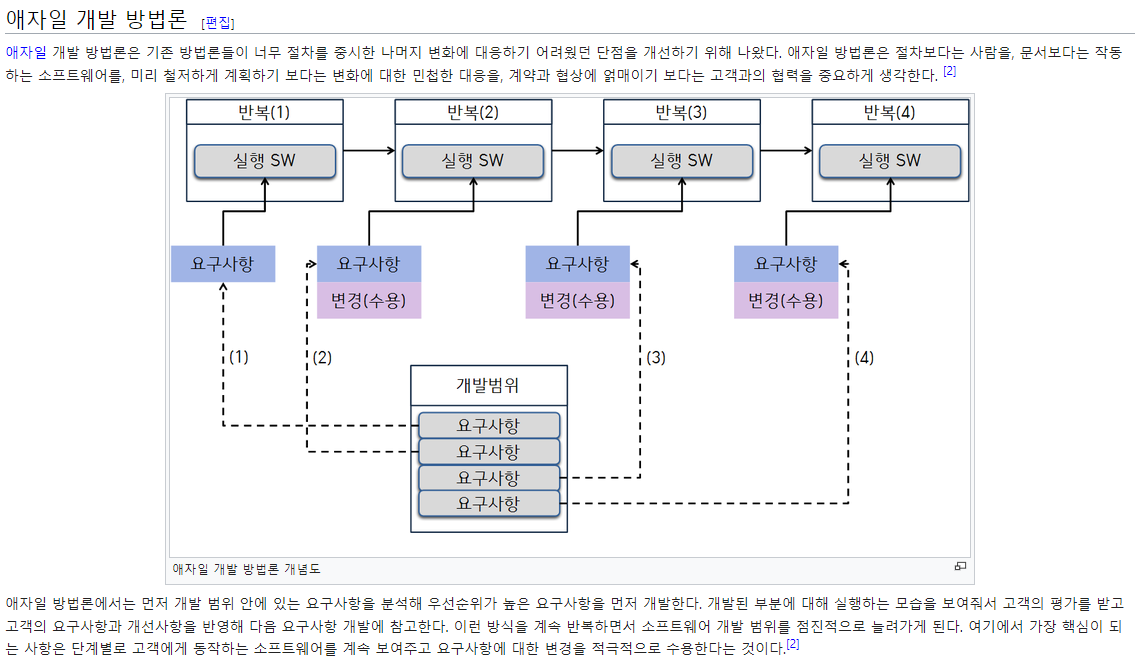 애자일 개발 방법론 [편집]
애자일 개발 방법론은 기존 방법론들이 너무 절차를 중시한 나머지 변화에 대응하기 어려웠던 단점을 개선하기 위해 나왔다. 애자일 방법론은 절차보다는 사람을, 문서보다는 작동
하는 소프트웨어를, 미리 철저하게 계획하기 보다는 변화에 대한 민첩한 대응을, 계약과 협상에 얽매이기 보다는 고객과의 협력을 중요하게 생각한다. [2]
반복(1) 반복(2) 반복(3) 반복(4)
실행 SW 실행 SW 실행 SW 실행 SW
요구사항 요구사항 요구사항 요구사항
변경(수용) 변경(수용) 변경(수용)
(1) (2) (3) (4)
개발범위
요구사항
요구사항
요구사항
요구사항
애자일 개발 방법론 개념도
애자일 방법론에서는 먼저 개발 범위 안에 있는 요구사항을 분석해 우선순위가 높은 요구사항을 먼저 개발한다. 개발된 부분에 대해 실행하는 모습을 보여줘서 고객의 평가를 받고
고객의 요구사항과 개선사항을 반영해 다음 요구사항 개발에 참고한다. 이런 방식을 계속 반복하면서 소프트웨어 개발 범위를 점진적으로 늘려가게 된다. 여기에서 가장 핵심이 되
는 사항은 단계별로 고객에게 동작하는 소프트웨어를 계속 보여주고 요구사항에 대한 변경을 적극적으로 수용한다는 것이다.[2]